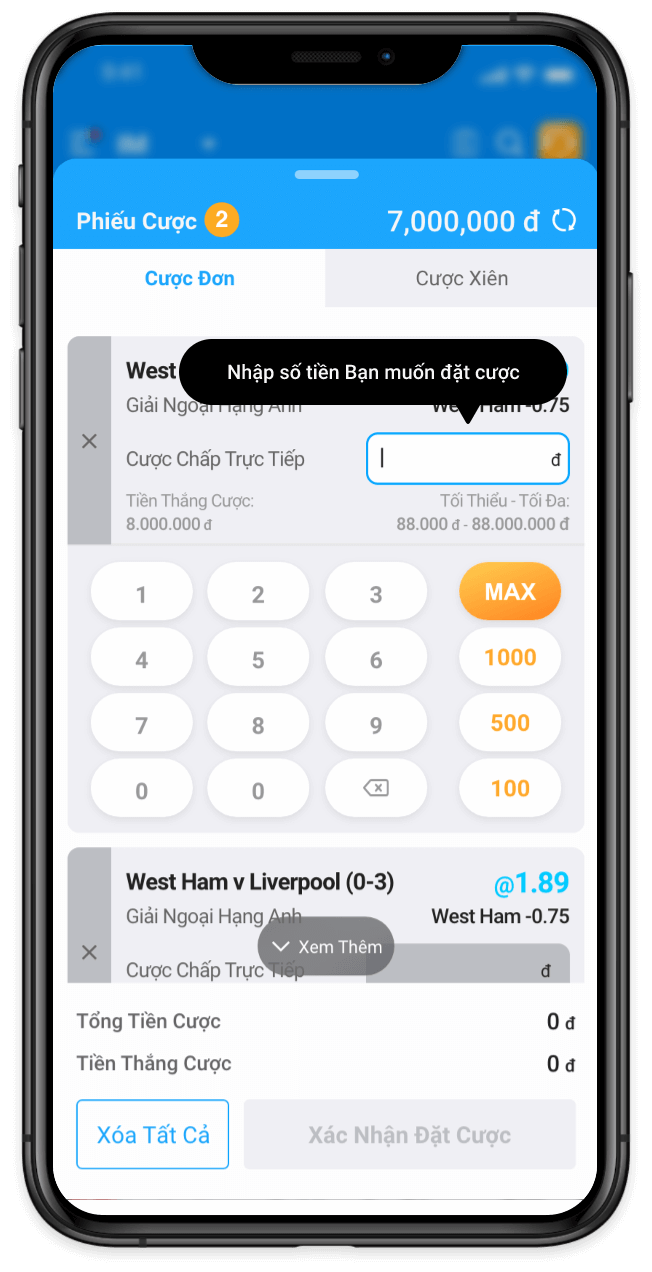 Phiếu Cược 2
7,000,000 đ
Cược Đơn
Cược Xiên
Nhập số tiền Bạn muốn đặt cược
West
Giải Ngoại Hạng Anh
West Ham -0.75
Cược Chấp Trực Tiếp
đ
Tiền Thắng Cược:
Tối Thiểu - Tối Đa:
8.000.000 đ
88.000 đ - 88.000.000 đ
1 2 3 MAX
4 5 6 1000
7 8 9 500
0 0 100
West Ham v Liverpool (0-3)
@1.89
Giải Ngoại Hạng Anh
West Ham -0.75
Xem Thêm
Cược Chấp Trực Tiếp
đ
Tổng Tiền Cược
0 đ
Tiền Thắng Cược
0 đ
Xóa Tất Cả
Xác Nhận Đặt Cược